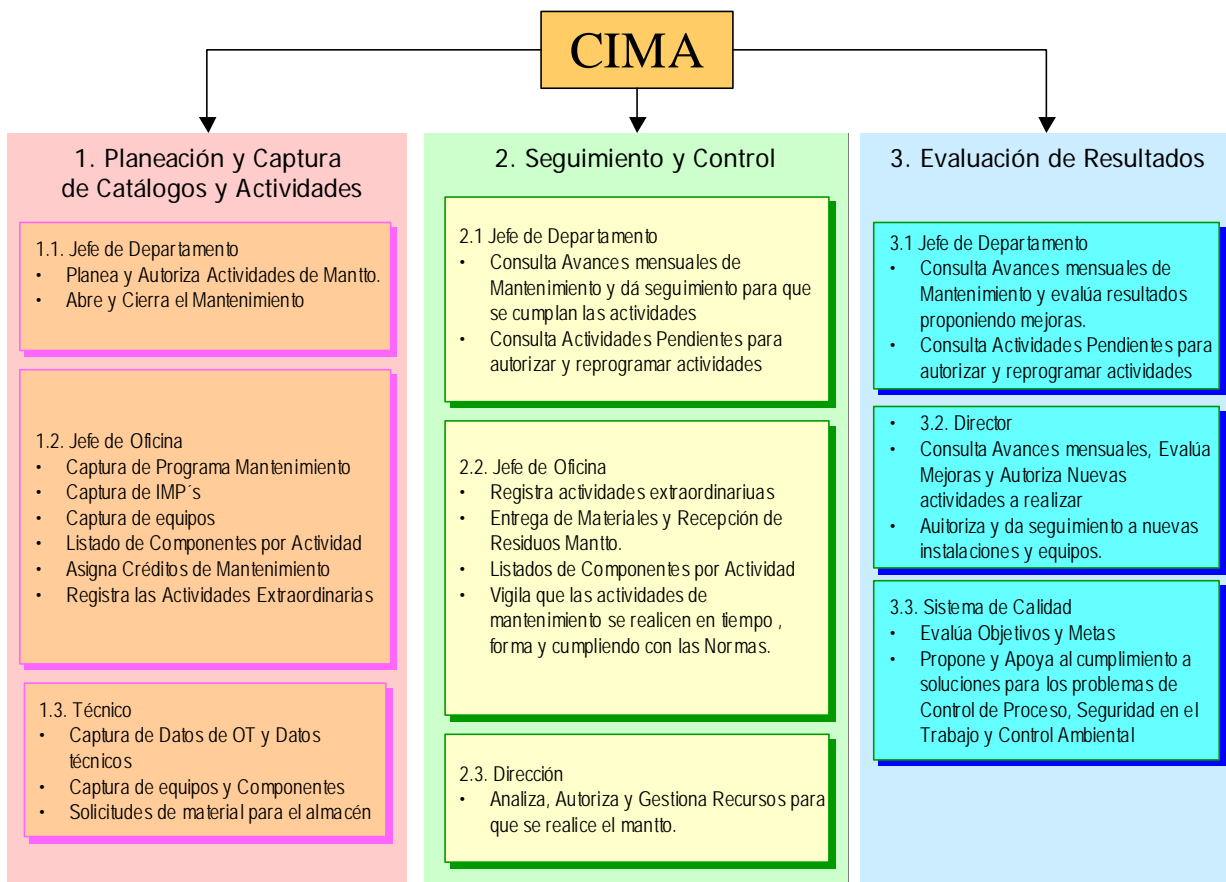 CIMA
1. Planeación y Captura
de Catálogos y Actividades
1.1. Jefe de Departamento
• Planea y Autoriza Actividades de Mantto.
• Abre y Cierra el Mantenimiento
1.2. Jefe de Oficina
• Captura de Programa Mantenimiento
• Captura de IMP´s
• Captura de equipos
• Listado de Componentes por Actividad
• Asigna Créditos de Mantenimiento
• Registra las Actividades Extraordinarias
1.3. Técnico
• Captura de Datos de OT y Datos
técnicos
• Captura de equipos y Componentes
• Solicitudes de material para el almacén
2. Seguimiento y Control
2.1 Jefe de Departamento
• Consulta Avances mensuales de
Mantenimiento y dá seguimiento para que
se cumplan las actividades
• Consulta Actividades Pendientes para
autorizar y reprogramar actividades
2.2. Jefe de Oficina
• Registra actividades extraordinariuas
• Entrega de Materiales y Recepción de
Residuos Mantto.
• Listados de Componentes por Actividad
• Vigila que las actividades de
mantenimiento se realicen en tiempo ,
forma y cumpliendo con las Normas.
2.3. Dirección
• Analiza, Autoriza y Gestiona Recursos para
que se realice el mantto.
3. Evaluación de Resultados
3.1 Jefe de Departamento
• Consulta Avances mensuales de
Mantenimiento y evalúa resultados
proponiendo mejoras.
• Consulta Actividades Pendientes para
autorizar y reprogramar actividades
• 3.2. Director
• Consulta Avances mensuales, Evalúa
Mejoras y Autoriza Nuevas
actividades a realizar
• Auitoriza y da seguimiento a nuevas
instalaciones y equipos.
3.3. Sistema de Calidad
• Evalúa Objetivos y Metas
• Propone y Apoya al cumplimiento a
soluciones para los problemas de
Control de Proceso, Seguridad en el
Trabajo y Control Ambiental